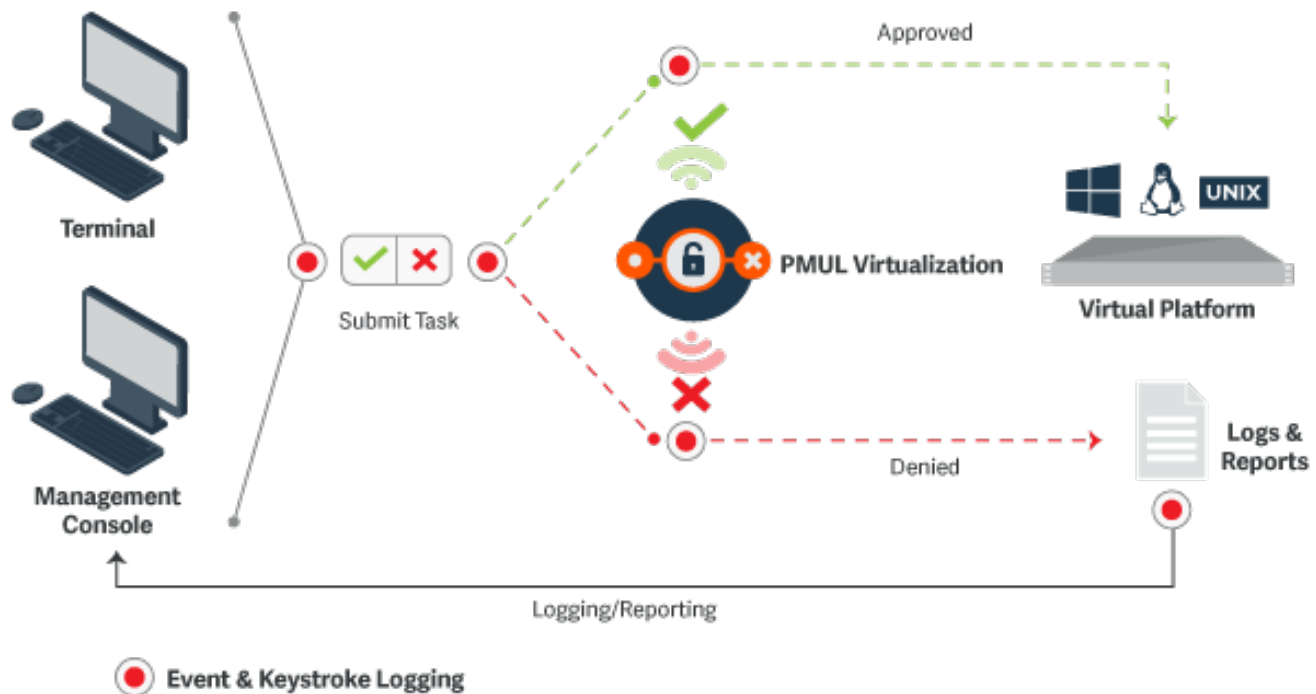 Approved
Terminal
UNIX
PMUL Virtualization
Submit Task
Virtual Platform
Management
Console
Denied
Logs &
Reports
Logging/Reporting
Event & Keystroke Logging